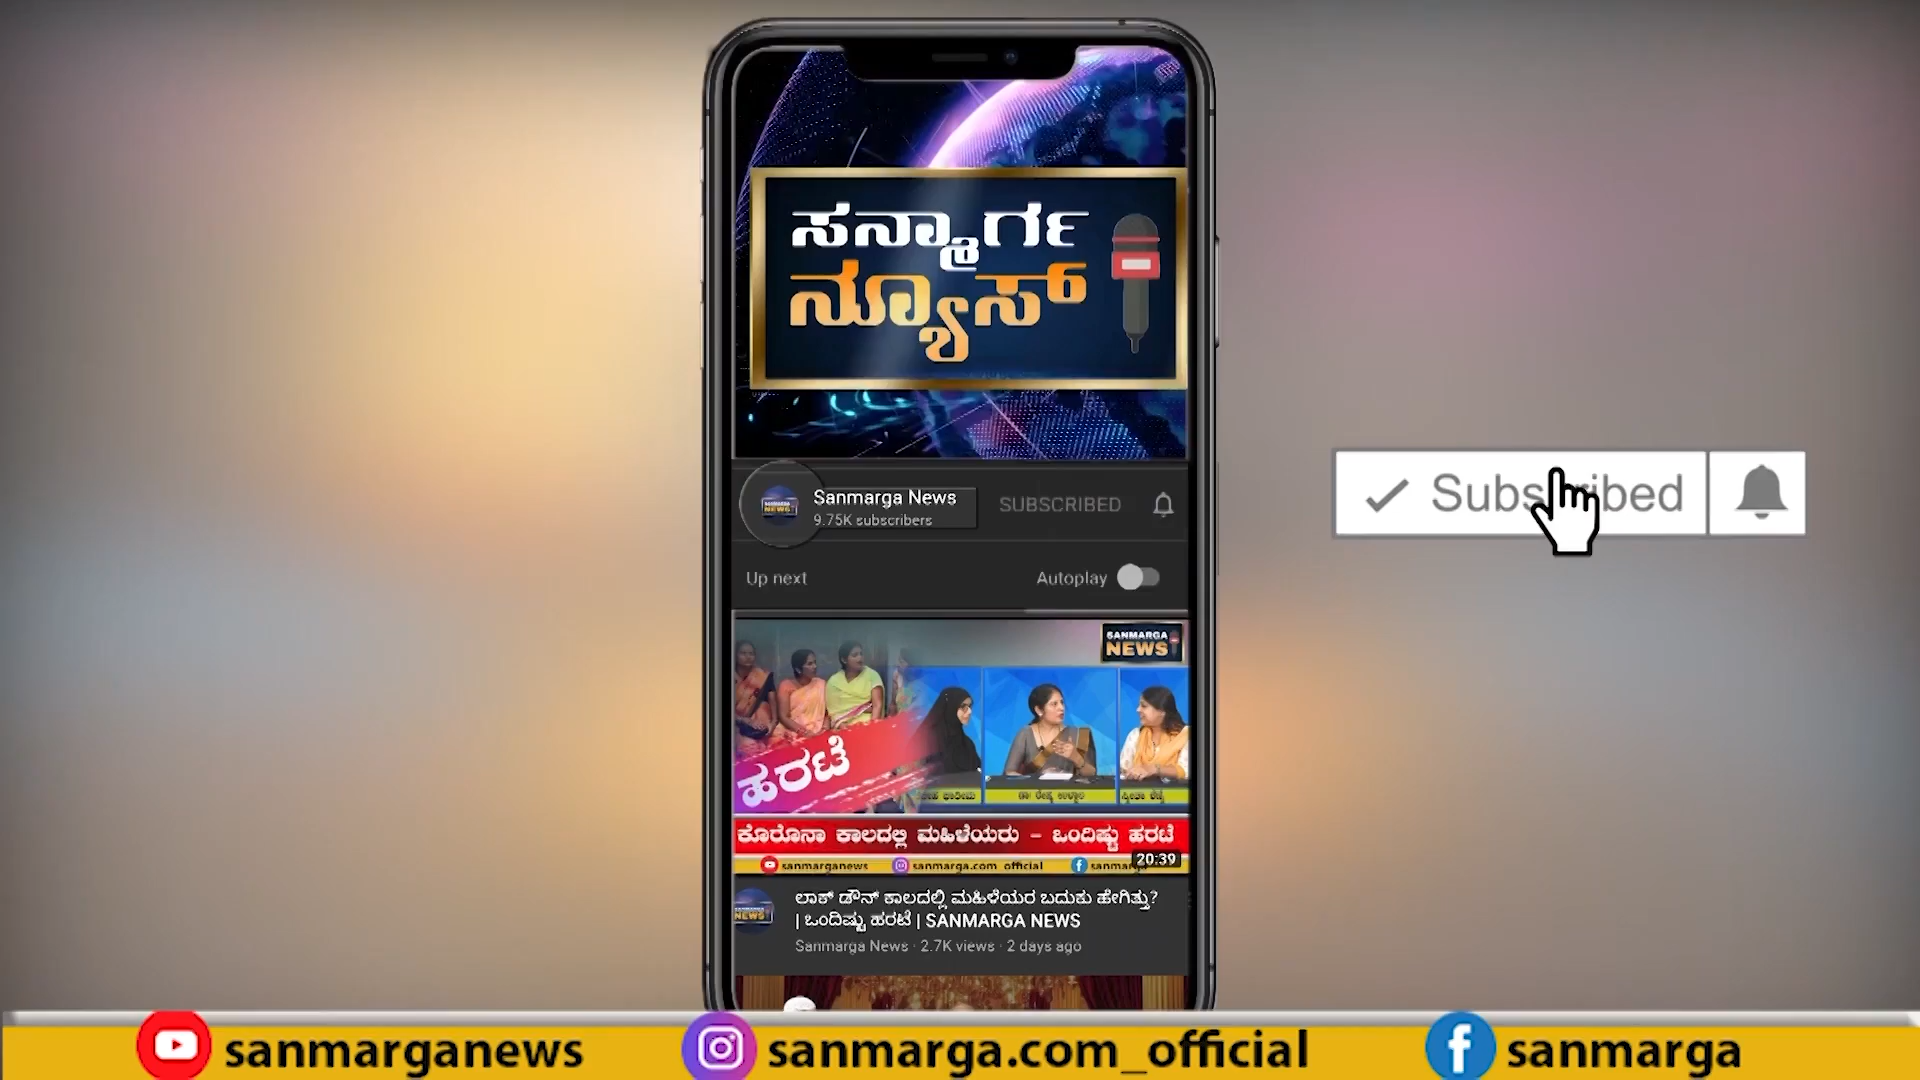 ಸನ್ಮಾರ್ಗ
ನ್ಯೂಸ್
Sanmarga News
9.75K subscribers
SUBSCRIBED
Subscribed
Up next
Autoplay
SANMARGA
NEWS
ಹರಟೆ
ಡಾ| ರೇಷ್ಮಾ ಉಳ್ಳಾಲ
ಕೊರೊನಾ ಕಾಲದಲ್ಲಿ ಮಹಿಳೆಯರು - ಒಂದಿಷ್ಟು ಹರಟೆ
sanmarganews
sanmarga.com_official
20:39
ಲಾಕ್ ಡೌನ್ ಕಾಲದಲ್ಲಿ ಮಹಿಳೆಯರ ಬದುಕು ಹೇಗಿತ್ತು?
| ಒಂದಿಷ್ಟು ಹರಟೆ | SANMARGA NEWS
Sanmarga News · 2.7K views · 2 days ago
sanmarganews
sanmarga.com_official
sanmarga